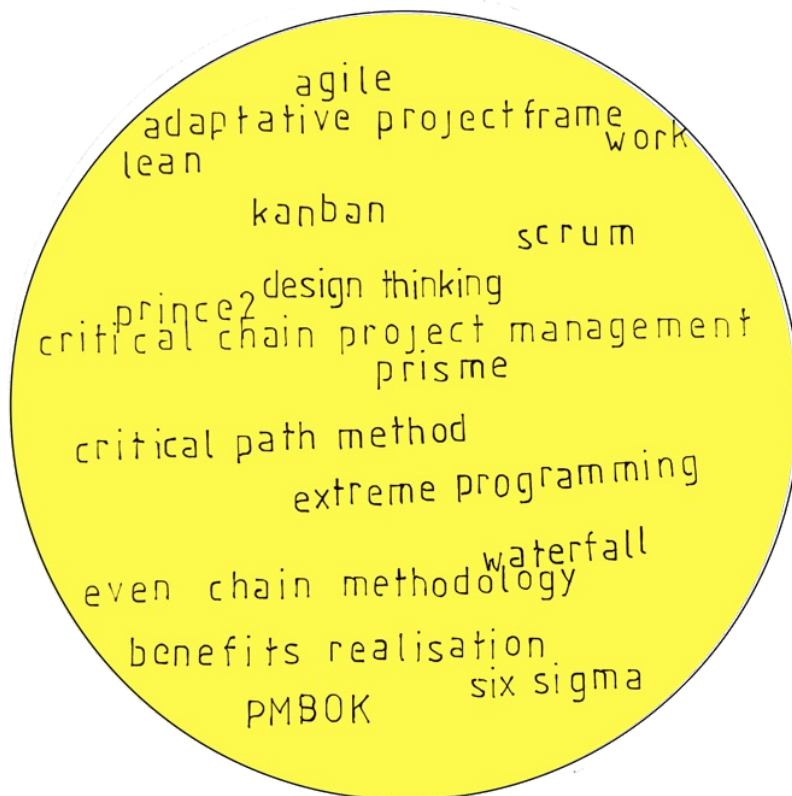 agile
adaptative projectframe
work
lean
kanban
scrum
design thinking
prince2
critical chain project management
prisme
critical path method
extreme programming
waterfall
even chain methodology
benefits realisation
six sigma
PMBOK